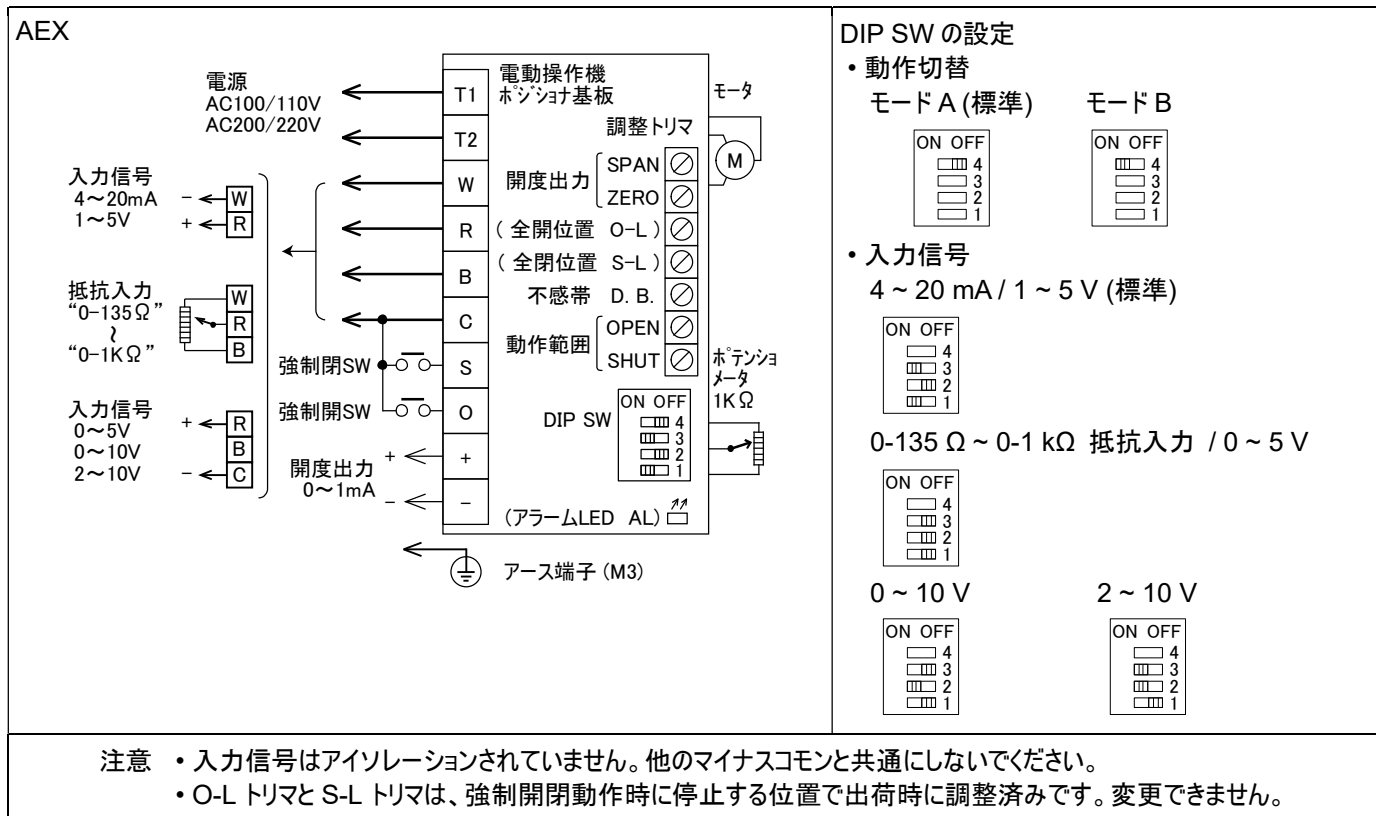 AEX
電源
AC100/110V
AC200/220V
入力信号
4～20mA
1～5V
－ W
＋ R
抵抗入力
“0-135Ω”
～
“0-1KΩ”
W
R
B
入力信号
0～5V
0～10V
2～10V
＋ R
B
－ C
強制閉SW
強制開SW
開度出力
0～1mA
＋
－
T1
T2
W
R
B
C
S
O
＋
－
電動操作機
ポジショナ基板
調整トリマ
開度出力
SPAN
ZERO
( 全開位置 O-L )
( 全閉位置 S-L )
不感帯 D. B.
動作範囲
OPEN
SHUT
DIP SW
ON OFF
4
3
2
1
(アラームLED AL)
アース端子 (M3)
モータ
M
ポテンショ
メータ
1KΩ
DIP SW の設定
• 動作切替
モード A (標準) モード B
ON OFF
4
3
2
1
ON OFF
4
3
2
1
• 入力信号
4 ~ 20 mA / 1 ~ 5 V (標準)
ON OFF
4
3
2
1
0-135 Ω ~ 0-1 kΩ 抵抗入力 / 0 ~ 5 V
ON OFF
4
3
2
1
0 ~ 10 V 2 ~ 10 V
ON OFF
4
3
2
1
ON OFF
4
3
2
1
注意 • 入力信号はアイソレーションされていません。他のマイナスコモンと共通にしないでください。
• O-L トリマと S-L トリマは、強制開閉動作時に停止する位置で出荷時に調整済みです。変更できません。